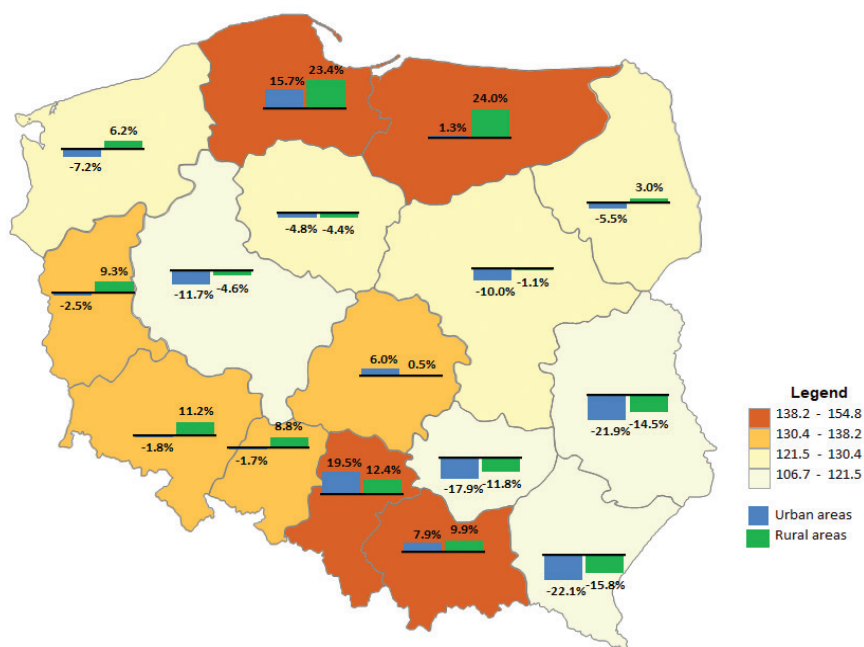 15.7% 23.4%
1.3% 24.0%
-7.2% 6.2%
-5.5% 3.0%
-4.8% -4.4%
-2.5% 9.3%
-11.7% -4.6%
-10.0% -1.1%
6.0% 0.5%
-21.9% -14.5%
-1.8% 11.2%
-1.7% 8.8%
19.5% 12.4%
-17.9% -11.8%
7.9% 9.9%
-22.1% -15.8%
Legend
138.2 - 154.8
130.4 - 138.2
121.5 - 130.4
106.7 - 121.5
Urban areas
Rural areas